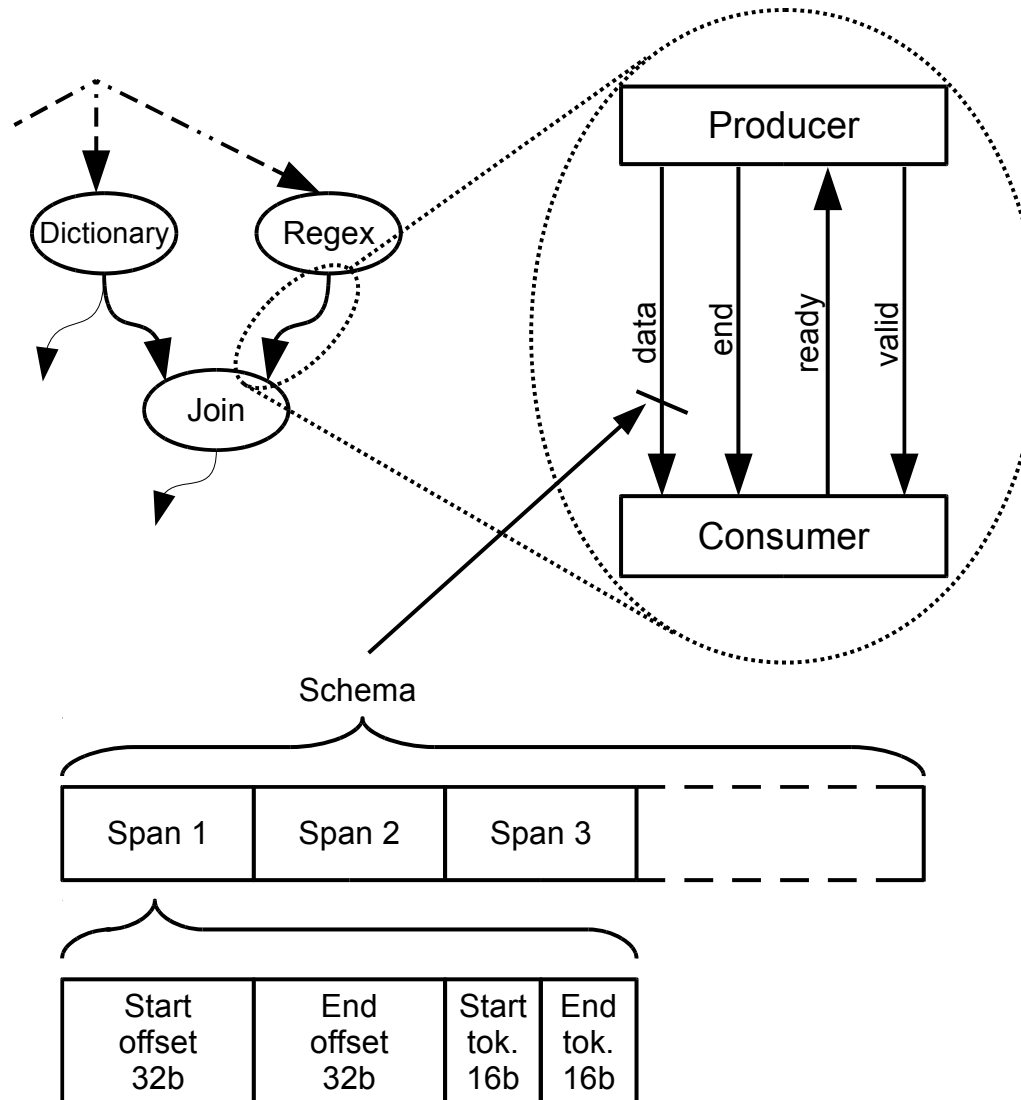 Producer
Dictionary
Regex
data
end
ready
valid
Join
Consumer
Schema
Span 1
Span 2
Span 3
Start
offset
32b
End
offset
32b
Start
tok.
16b
End
tok.
16b